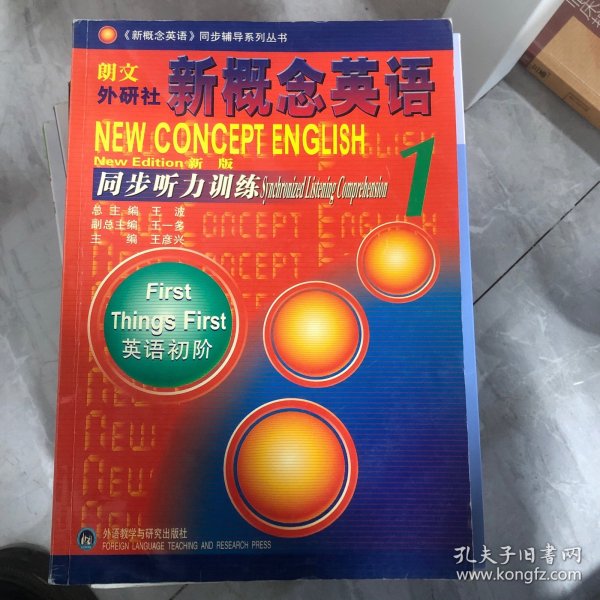 《新概念英语》同步辅导系列丛书
朗文
外研社
新概念英语
NEW CONCEPT ENGLISH
New Edition 新 版
同步听力训练 Synchronized Listening Comprehension
1
总 主 编 王 波
副总主编 王一多
主 编 王彦兴
First
Things First
英语初阶
外语教学与研究出版社
FOREIGN LANGUAGE TEACHING AND RESEARCH PRESS
孔夫子旧书网
www.kongfz.com